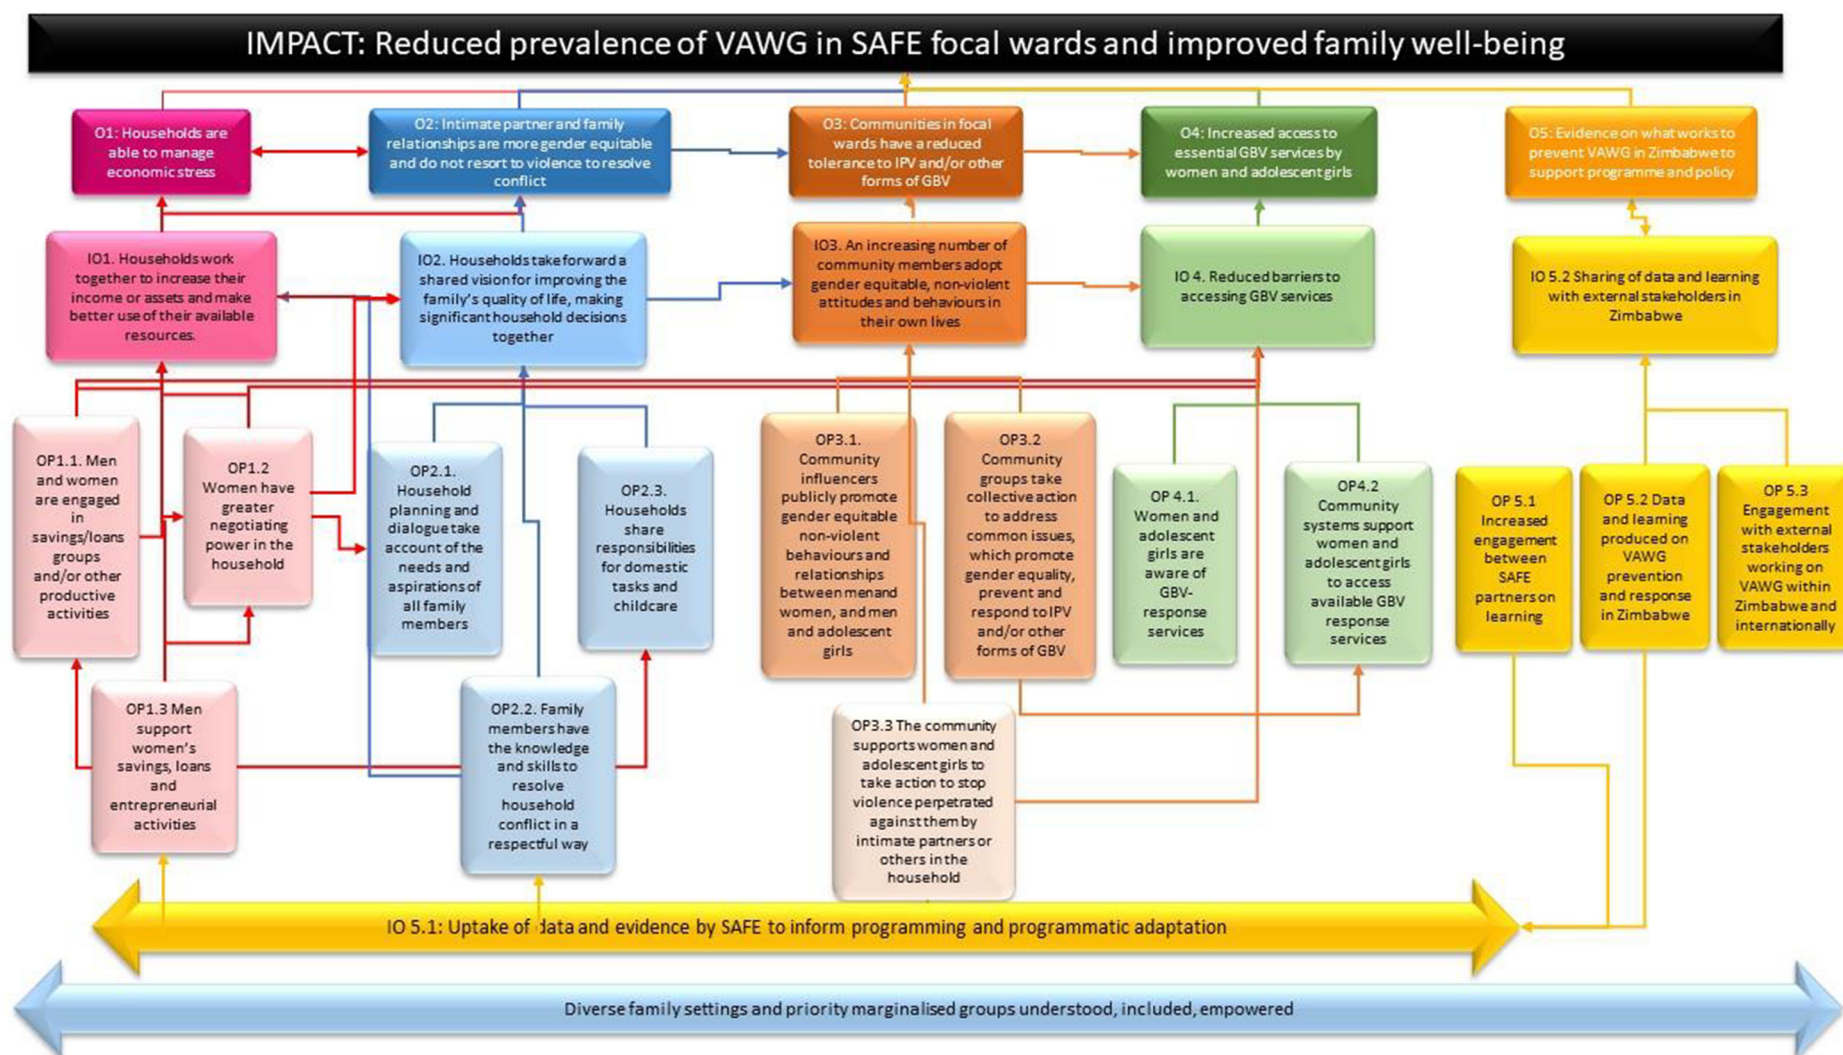 IMPACT: Reduced prevalence of VAWG in SAFE focal wards and improved family well-being
O1: Households are
able to manage
economic stress
O2: Intimate partner and family
relationships are more gender equitable
and do not resort to violence to resolve
conflict
O3: Communities in focal
wards have a reduced
tolerance to IPV and/or other
forms of GBV
O4: Increased access to
essential GBV services by
women and adolescent girls
O5: Evidence on what works to
prevent VAWG in Zimbabwe to
support programme and policy
IO1. Households work
together to increase their
income or assets and make
better use of their available
resources.
IO2. Households take forward a
shared vision for improving the
family's quality of life, making
significant household decisions
together
IO3. An increasing number of
community members adopt
gender equitable, non-violent
attitudes and behaviours in
their own lives
IO 4. Reduced barriers to
accessing GBV services
IO 5.2 Sharing of data and learning
with external stakeholders in
Zimbabwe
OP1.1. Men
and women
are engaged
in
savings/loans
groups
and/or other
productive
activities
OP1.2
Women have
greater
negotiating
power in the
household
OP2.1.
Household
planning and
dialogue take
account of the
needs and
aspirations of
all family
members
OP2.3.
Households
share
responsibilities
for domestic
tasks and
childcare
OP3.1.
Community
influencers
publicly promote
gender equitable
non-violent
behaviours and
relationships
between menand
women, and men
and adolescent
girls
OP3.2
Community
groups take
collective action
to address
common issues,
which promote
gender equality,
prevent and
respond to IPV
and/or other
forms of GBV
OP 4.1.
Women and
adolescent
girls are
aware of
GBV-
response
services
OP4.2
Community
systems support
women and
adolescent girls
to access
available GBV
response
services
OP 5.1
Increased
engagement
between
SAFE
partners on
learning
OP 5.2 Data
and learning
produced on
VAWG
prevention
and response
in Zimbabwe
OP 5.3
Engagement
with external
stakeholders
working on
VAWG within
Zimbabwe and
internationally
OP1.3 Men
support
women's
savings, loans
and
entrepreneurial
activities
OP2.2. Family
members have
the knowledge
and skills to
resolve
household
conflict in a
respectful way
OP3.3 The community
supports women and
adolescent girls to
take action to stop
violence perpetrated
against them by
intimate partners or
others in the
household
IO 5.1: Uptake of data and evidence by SAFE to inform programming and programmatic adaptation
Diverse family settings and priority marginalised groups understood, included, empowered